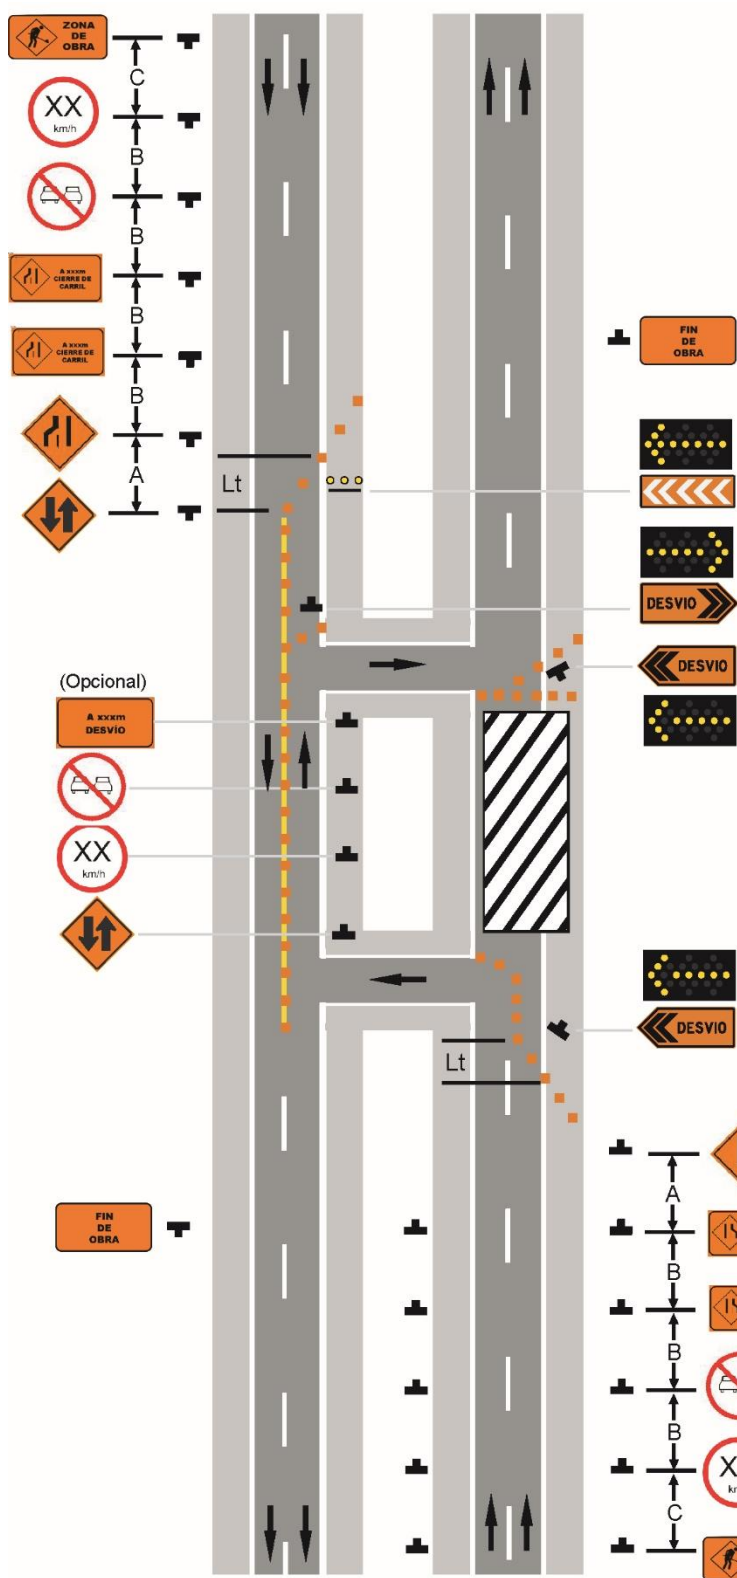 ZONA
DE
OBRA
C
XX
km/h
B
B
A xxxm
CIERRE DE
CARRIL
B
A xxxm
CIERRE DE
CARRIL
B
A
Lt
FIN
DE
OBRA
DESVIO
DESVIO
(Opcional)
A xxxm
DESVÍO
XX
km/h
DESVIO
Lt
A
FIN
DE
OBRA
B
B
B
C